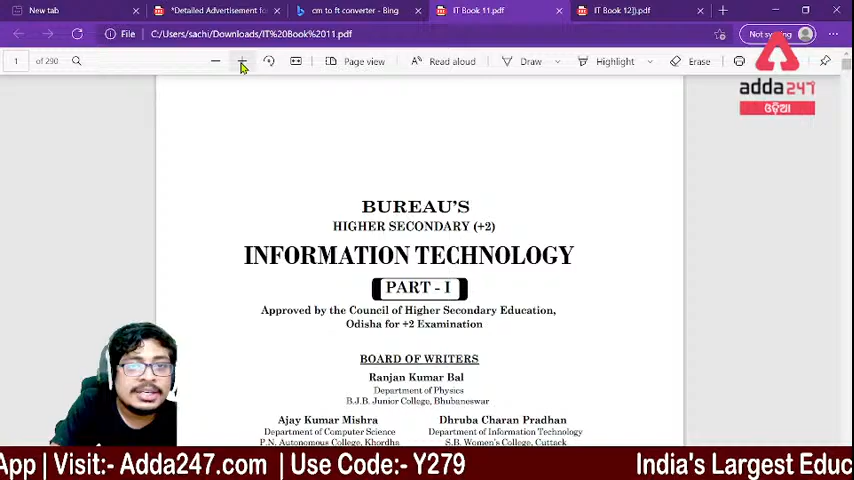 New tab
*Detailed Advertisement fo
cm to ft converter - Bing
IT Book 11.pdf
IT Book 12]).pdf
File
C:/Users/sachi/Downloads/IT%20Book%2011.pdf
Not syncing
1 of 290
Page view
Read aloud
Draw
Highlight
Erase
adda247
ଓଡ଼ିଆ
BUREAU'S
HIGHER SECONDARY (+2)
INFORMATION TECHNOLOGY
PART - I
Approved by the Council of Higher Secondary Education,
Odisha for +2 Examination
BOARD OF WRITERS
Ranjan Kumar Bal
Department of Physics
B.J.B. Junior College, Bhubaneswar
Ajay Kumar Mishra
Dhruba Charan Pradhan
Department of Computer Science
Department of Information Technology
P.N. Autonomous College, Khordha
S.B. Women's College, Cuttack
App | Visit:- Adda247.com | Use Code:- Y279
India's Largest Educ